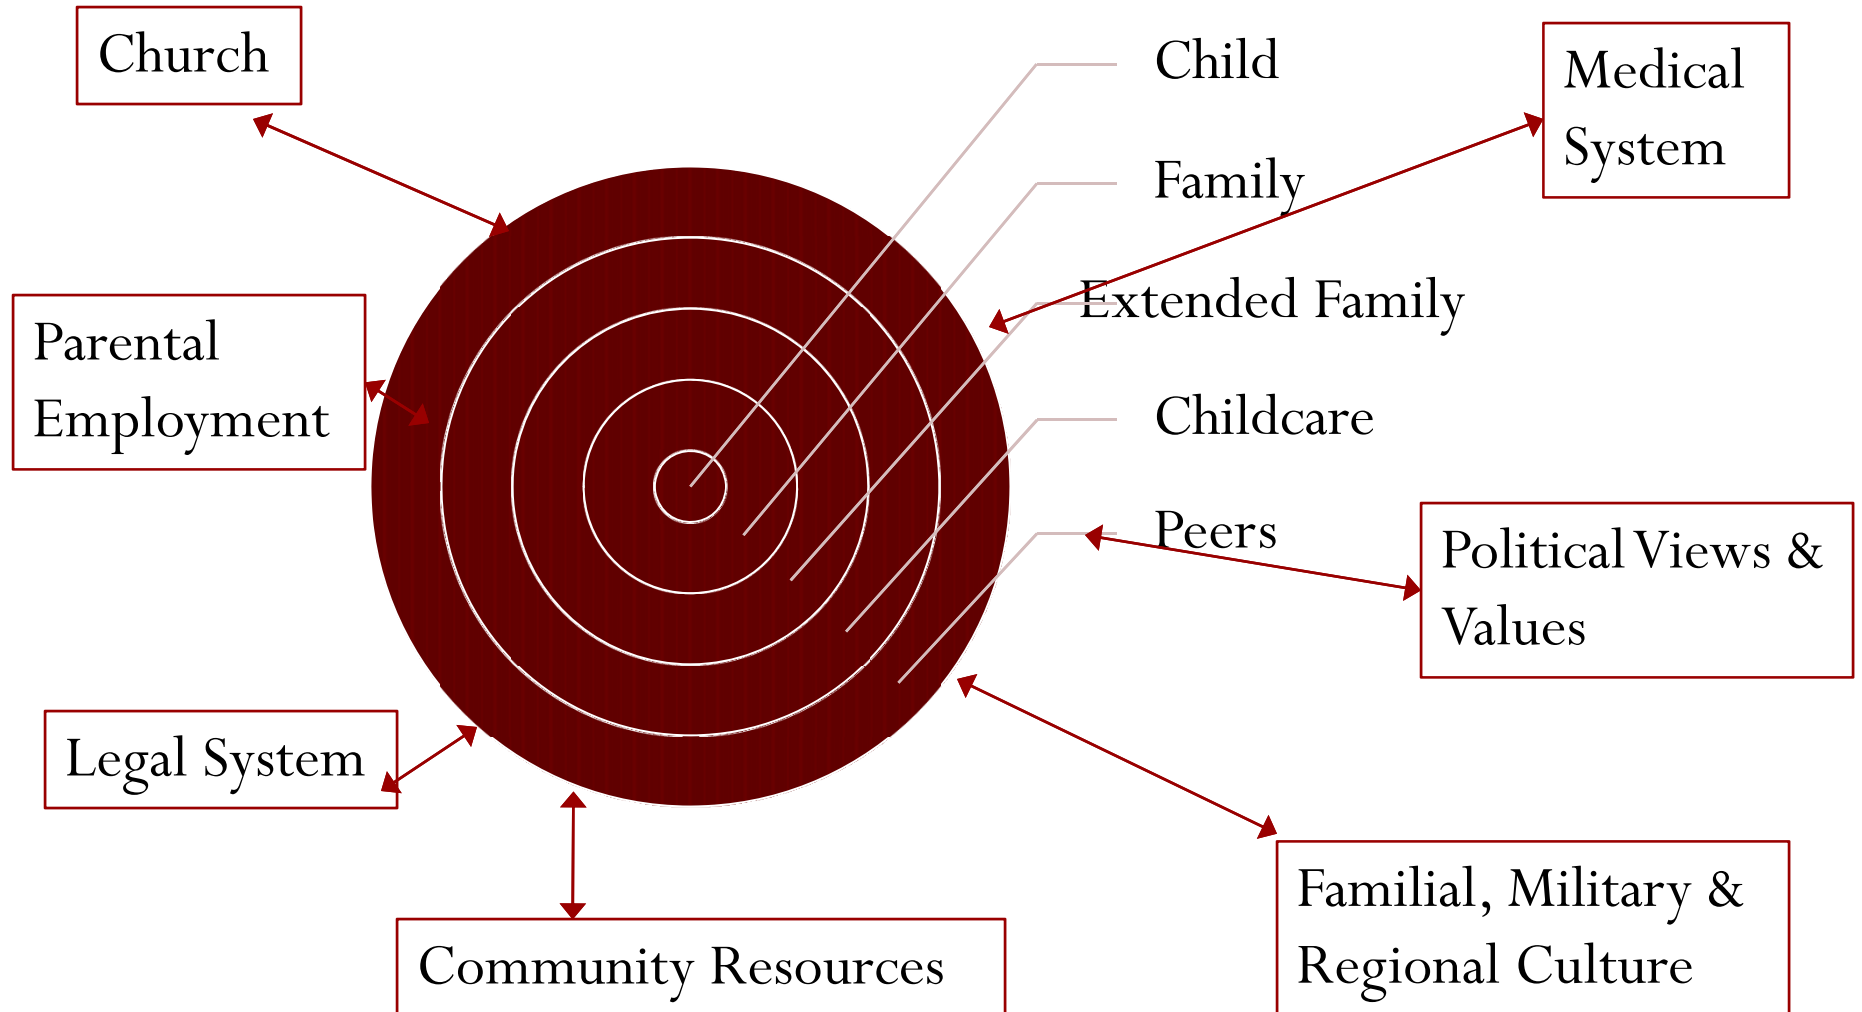 Church
Child
Medical
System
Family
Extended Family
Parental
Employment
Childcare
Peers
Political Views &
Values
Legal System
Familial, Military &
Regional Culture
Community Resources